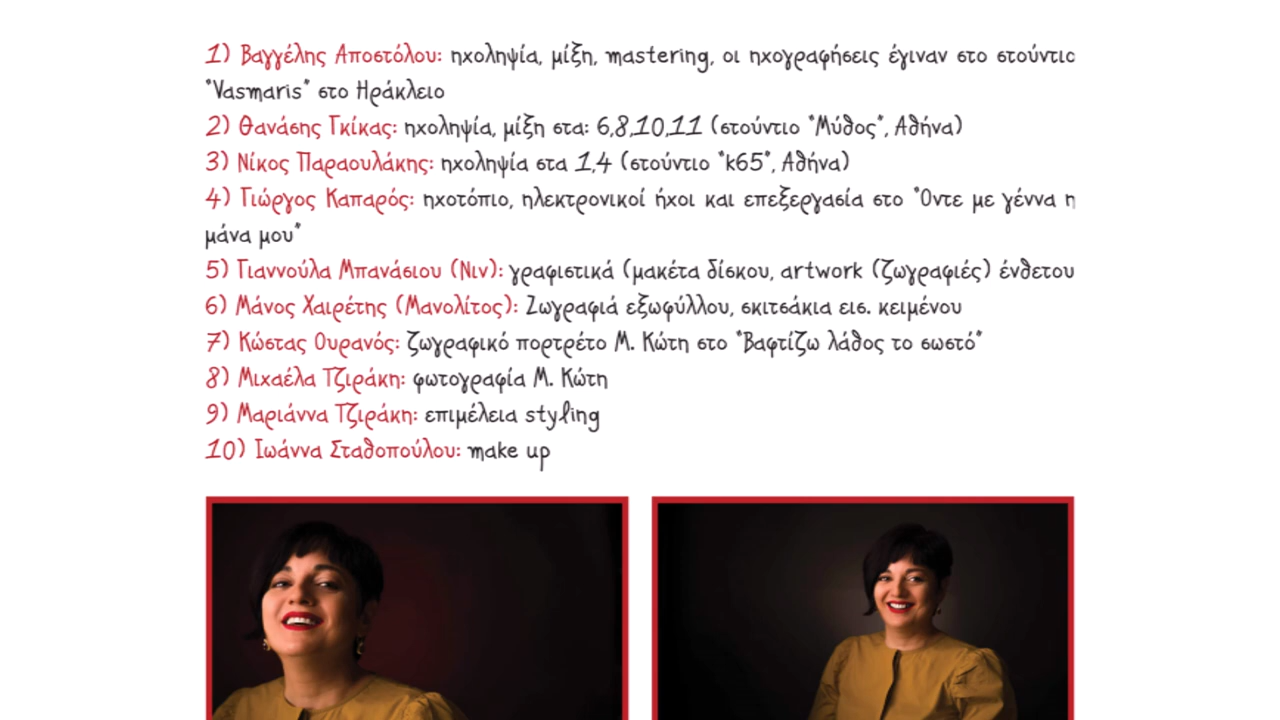 1) Βαγγέλης Αποστόλου: ηχοληψία, μίξη, mastering, οι ηχογραφήσεις έγιναν στο στούντιο
"Vasmaris" στο Ηράκλειο
2) Θανάσης Γκίκας: ηχοληψία, μίξη στα: 6,8,10,11 (στούντιο "Μύθος", Αθήνα)
3) Νίκος Παραουλάκης: ηχοληψία στα 1,4 (στούντιο "k65", Αθήνα)
4) Γιώργος Καπαρός: ηχοτόπιο, ηλεκτρονικοί ήχοι και επεξεργασία στο "Όντε με γέννα η
μάνα μου"
5) Γιαννούλα Μπανάσιου (Νιν): γραφιστικά (μακέτα δίσκου, artwork (ζωγραφιές) ένθετου
6) Μάνος Χαιρέτης (Μανολίτος): Ζωγραφιά εξωφύλλου, σκιτσάκια εισ. κειμένου
7) Κώστας Ουρανός: ζωγραφικό πορτρέτο Μ. Κώτη στο "Βαφτίζω λάθος το σωστό"
8) Μιχαέλα Τζιράκη: φωτογραφία Μ. Κώτη
9) Μαριάννα Τζιράκη: επιμέλεια styling
10) Ιωάννα Σταθοπούλου: make up